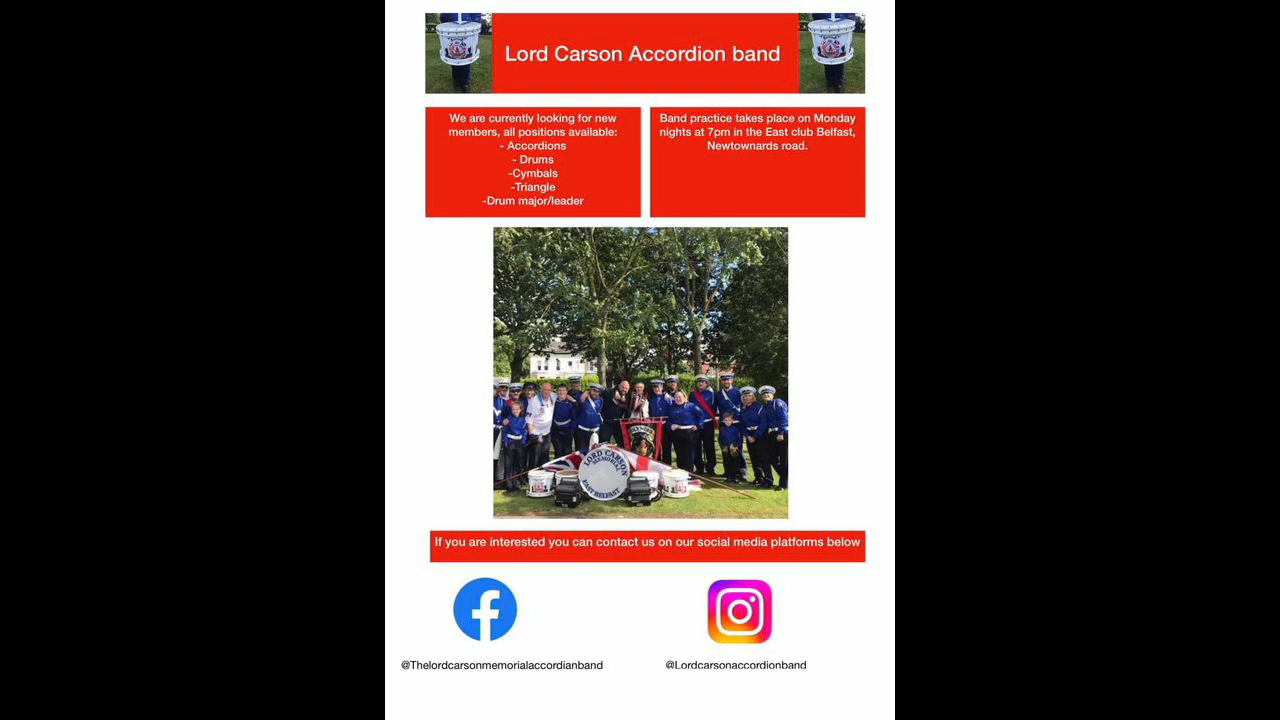 Lord Carson Accordion band
We are currently looking for new
members, all positions available:
- Accordions
- Drums
-Cymbals
-Triangle
-Drum major/leader
Band practice takes place on Monday
nights at 7pm in the East club Belfast,
Newtownards road.
LORD CARSON
MEMORIAL
EAST BELFAST
If you are interested you can contact us on our social media platforms below
@Thelordcarsonmemorialaccordianband
@Lordcarsonaccordionband